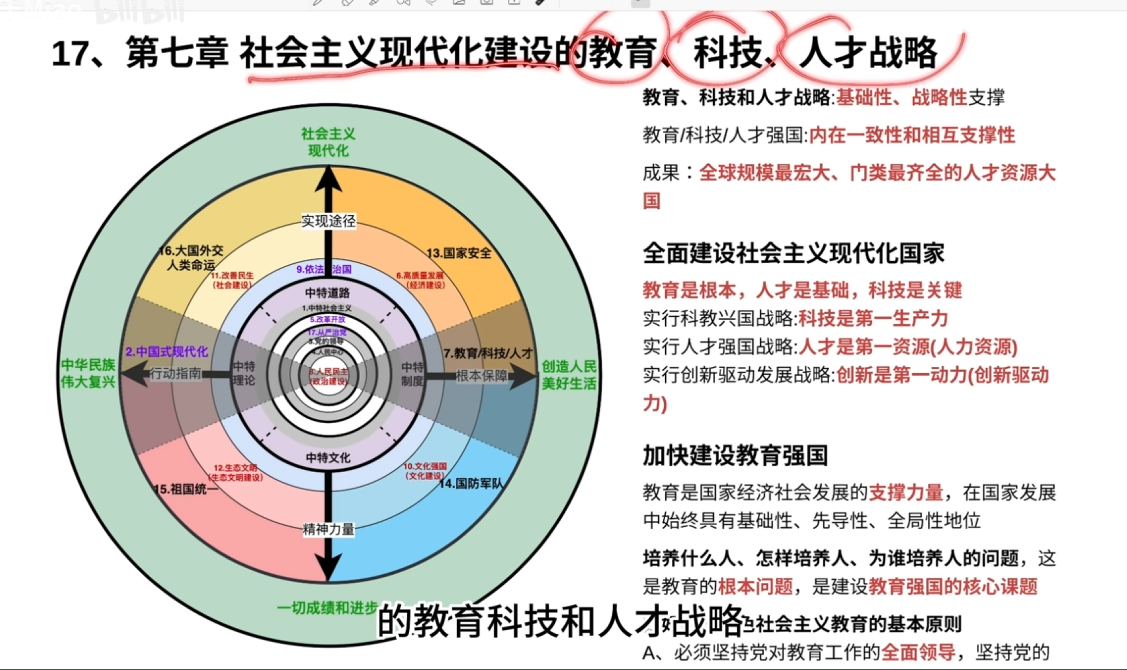 bilibili
17、第七章 社会主义现代化建设的教育、科技、人才战略
社会主义
现代化
实现途径
16.大国外交
人类命运
13.国家安全
11.改善民生
(社会建设)
9.依法治国
6.高质量发展
(经济建设)
中特道路
1.中特社会主义
5.改革开放
17.从严治党
3.党的领导
4.人民中心
2.中国式现代化
7.教育/科技/人才
中华民族
伟大复兴
行动指南
中特
理论
8.人民民主
(政治建设)
中特
制度
根本保障
创造人民
美好生活
中特文化
12.生态文明
(生态文明建设)
10.文化强国
(文化建设)
15.祖国统一
14.国防军队
精神力量
一切成绩和进步
教育、科技和人才战略:基础性、战略性支撑
教育/科技/人才强国:内在一致性和相互支撑性
成果：全球规模最宏大、门类最齐全的人才资源大
国
全面建设社会主义现代化国家
教育是根本，人才是基础，科技是关键
实行科教兴国战略:科技是第一生产力
实行人才强国战略:人才是第一资源(人力资源)
实行创新驱动发展战略:创新是第一动力(创新驱动
力)
加快建设教育强国
教育是国家经济社会发展的支撑力量，在国家发展
中始终具有基础性、先导性、全局性地位
培养什么人、怎样培养人、为谁培养人的问题，这
是教育的根本问题，是建设教育强国的核心课题
色社会主义教育的基本原则
A、必须坚持党对教育工作的全面领导，坚持党的
的教育科技和人才战略